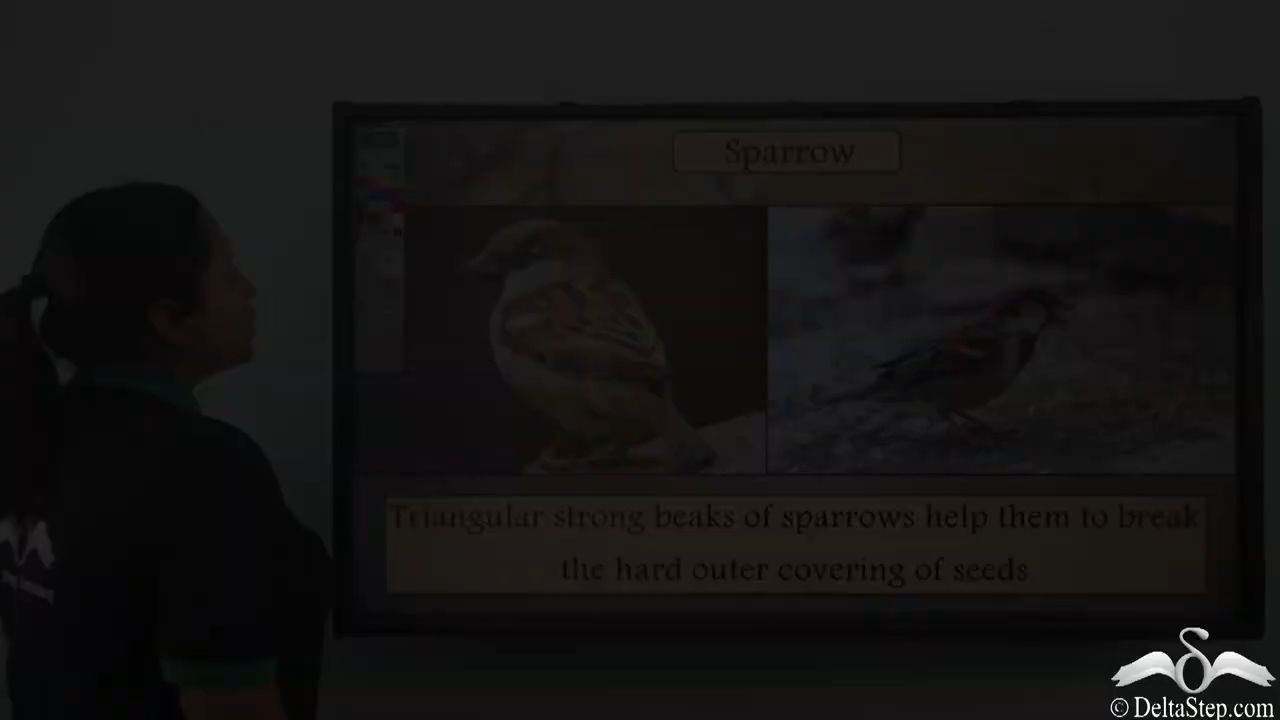 Sparrow
Triangular strong beaks of sparrows help them to break
the hard outer covering of seeds.
© DeltaStep.com